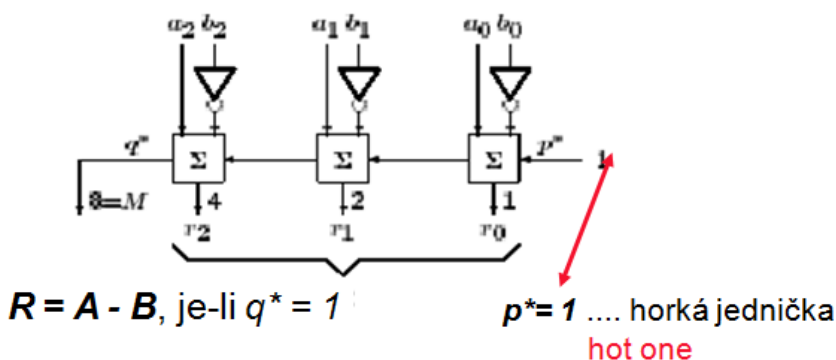 a2 b2 a1 b1 a0 b0
q* Σ Σ Σ p* 1
8=M 4 2 1
r2 r1 r0
R = A - B, je-li q* = 1
p*= 1 .... horká jednička
hot one